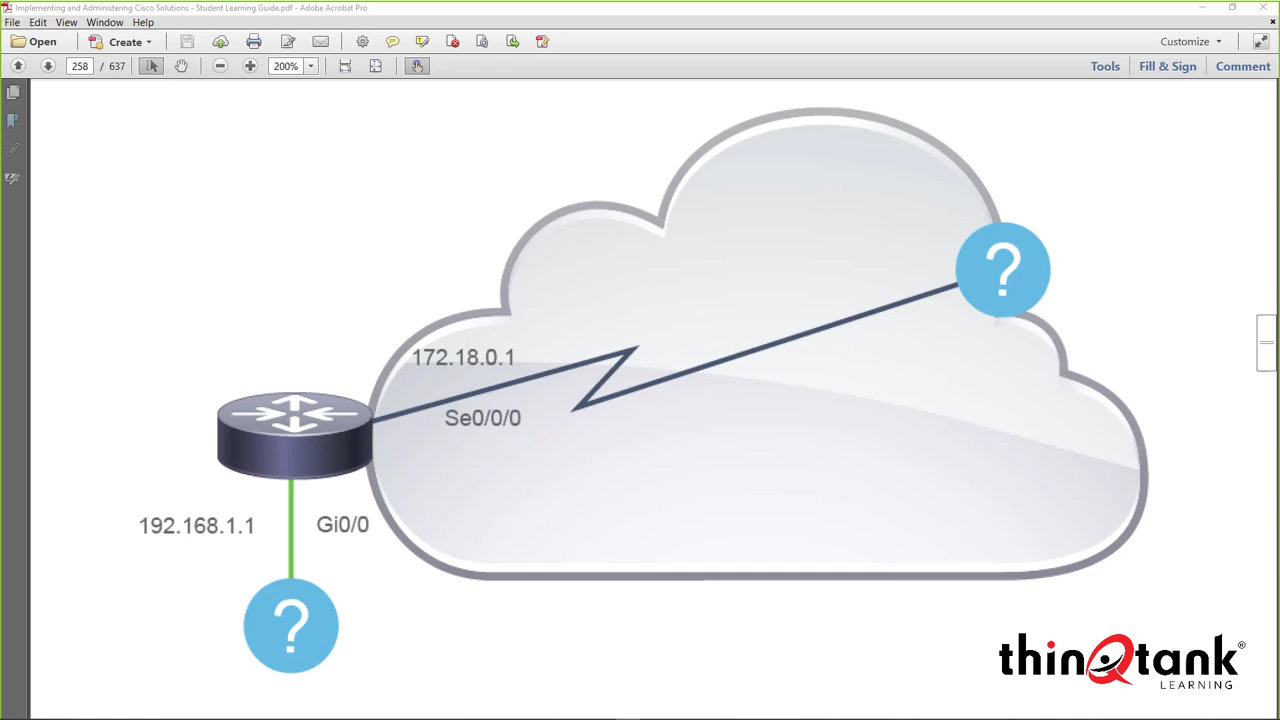 Implementing and Administering Cisco Solutions - Student Learning Guide.pdf - Adobe Acrobat Pro
File Edit View Window Help
Open Create Customize
258 / 637 200% Tools Fill & Sign Comment
?
172.18.0.1
Se0/0/0
192.168.1.1 Gi0/0
?
thinQtank®
LEARNING